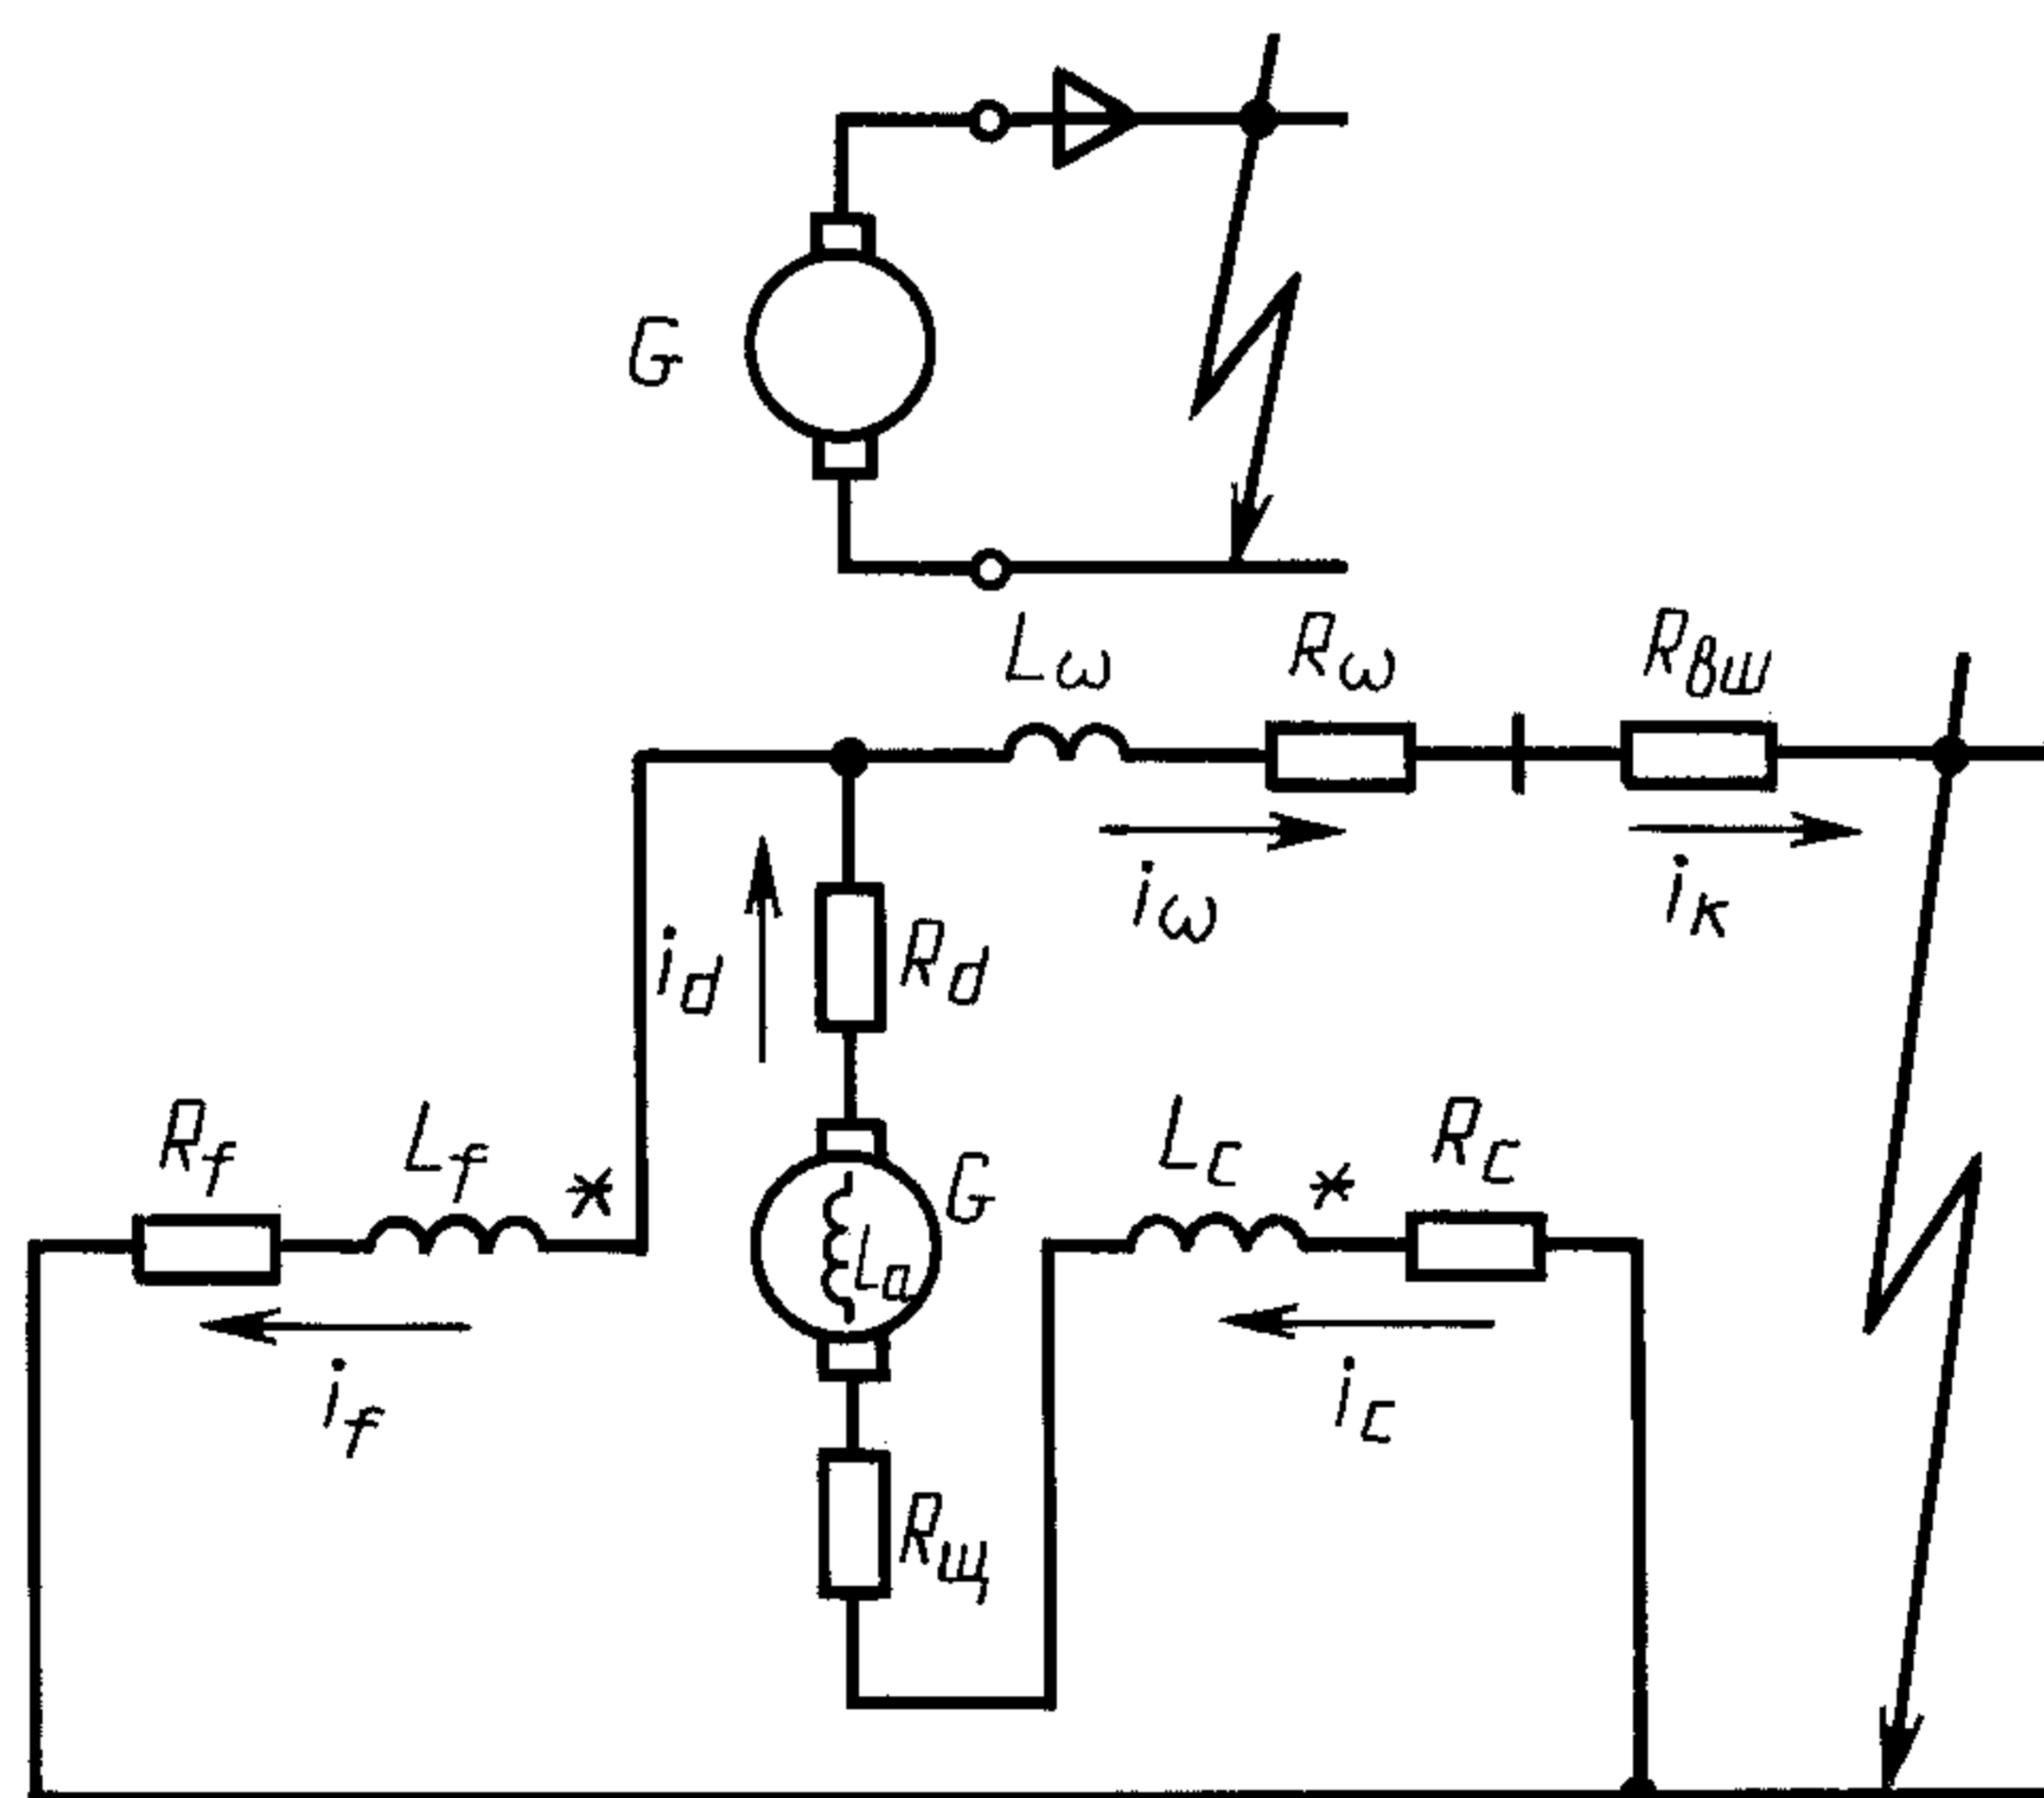 G
Lω Rω Rвш
iω iк
id Rd
Rf Lf * G Lc * Rc
La
if ic
Rщ